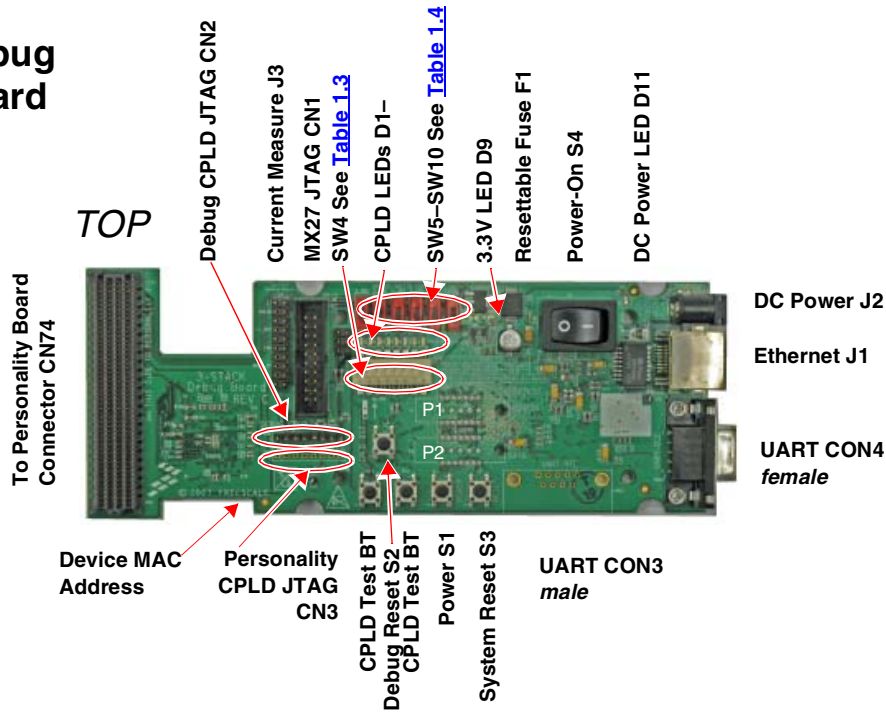 bug
ard
TOP
Debug CPLD JTAG CN2
Current Measure J3
MX27 JTAG CN1
SW4 See Table 1.3
CPLD LEDs D1–
SW5–SW10 See Table 1.4
3.3V LED D9
Resettable Fuse F1
Power-On S4
DC Power LED D11
To Personality Board
Connector CN74
DC Power J2
Ethernet J1
UART CON4
female
3-STACK
Debug Board
P1
P2
Device MAC
Address
Personality
CPLD JTAG
CN3
CPLD Test BT
Debug Reset S2
CPLD Test BT
Power S1
System Reset S3
UART CON3
male